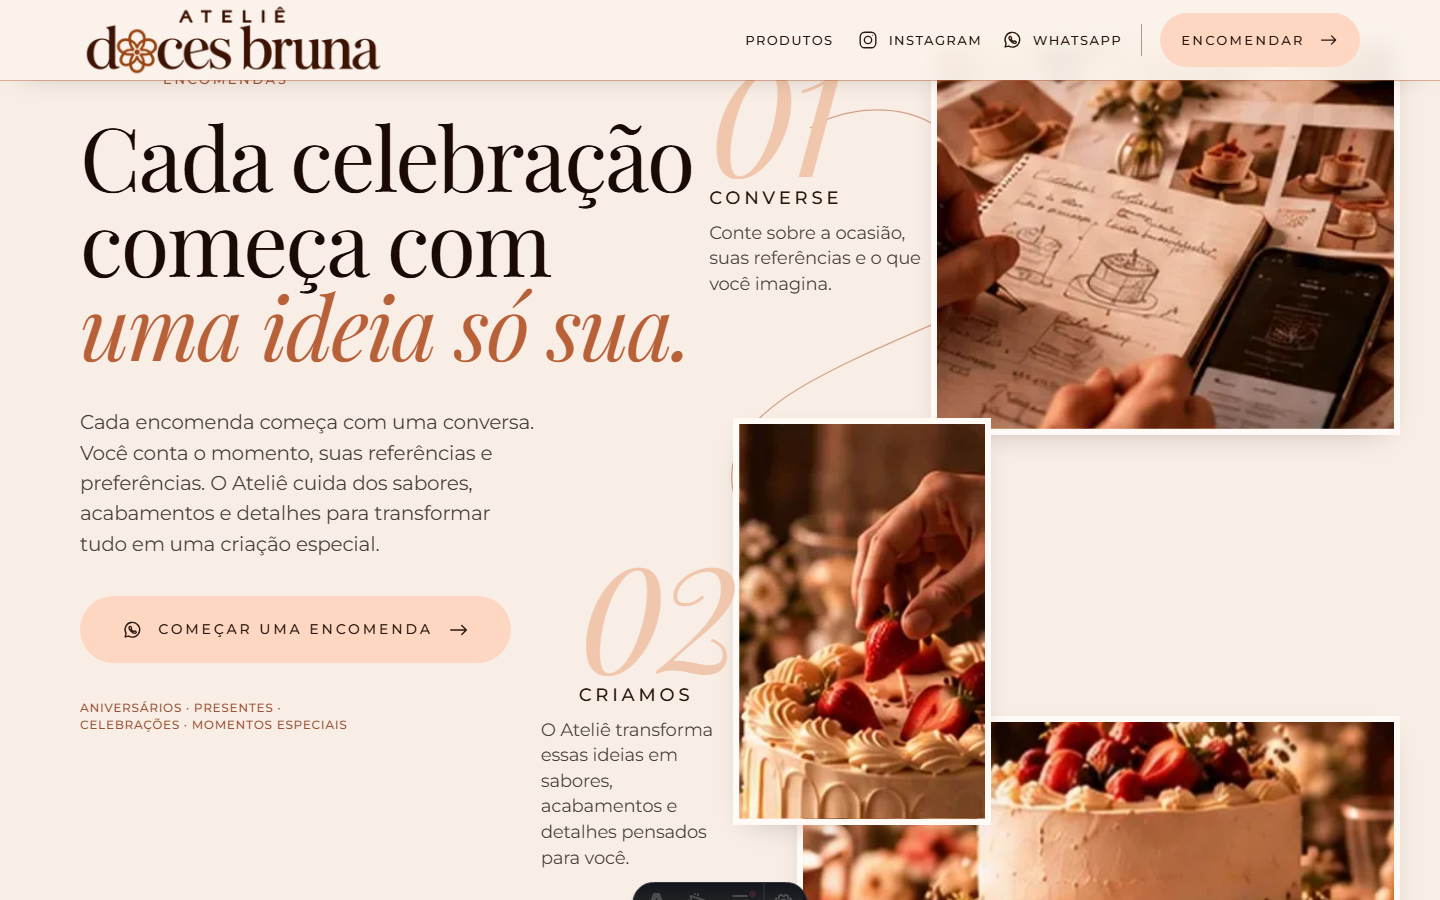 ATELIÊ
doces bruna
PRODUTOS
INSTAGRAM
WHATSAPP
ENCOMENDAR
ENCOMENDAS
Cada celebração
começa com
uma ideia só sua.
Cada encomenda começa com uma conversa.
Você conta o momento, suas referências e
preferências. O Ateliê cuida dos sabores,
acabamentos e detalhes para transformar
tudo em uma criação especial.
COMEÇAR UMA ENCOMENDA
ANIVERSÁRIOS · PRESENTES ·
CELEBRAÇÕES · MOMENTOS ESPECIAIS
01
CONVERSE
Conte sobre a ocasião,
suas referências e o que
você imagina.
02
CRIAMOS
O Ateliê transforma
essas ideias em
sabores,
acabamentos e
detalhes pensados
para você.